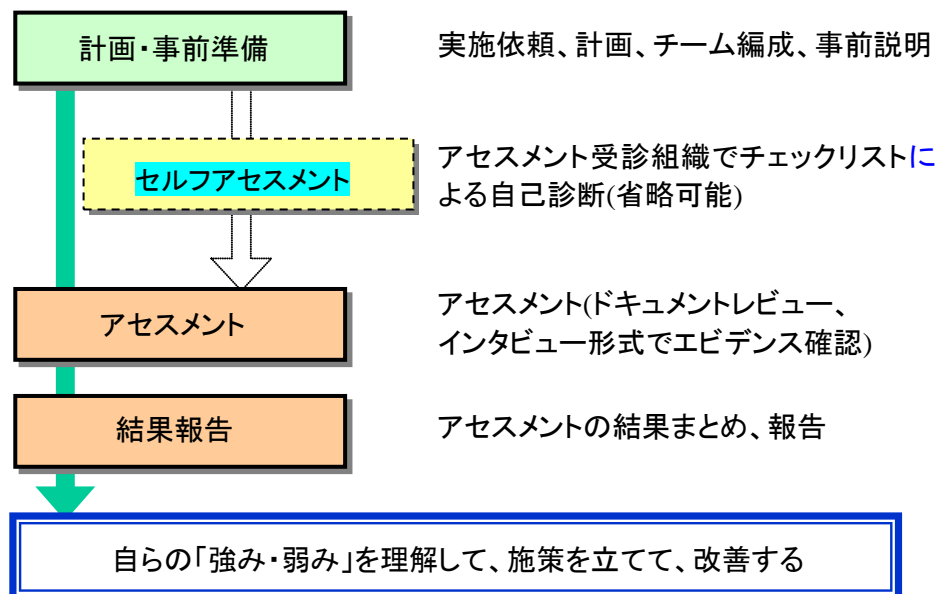 計画・事前準備
実施依頼、計画、チーム編成、事前説明
セルフアセスメント
アセスメント受診組織でチェックリストに
よる自己診断(省略可能)
アセスメント
アセスメント(ドキュメントレビュー、
インタビュー形式でエビデンス確認)
結果報告
アセスメントの結果まとめ、報告
自らの「強み・弱み」を理解して、施策を立てて、改善する